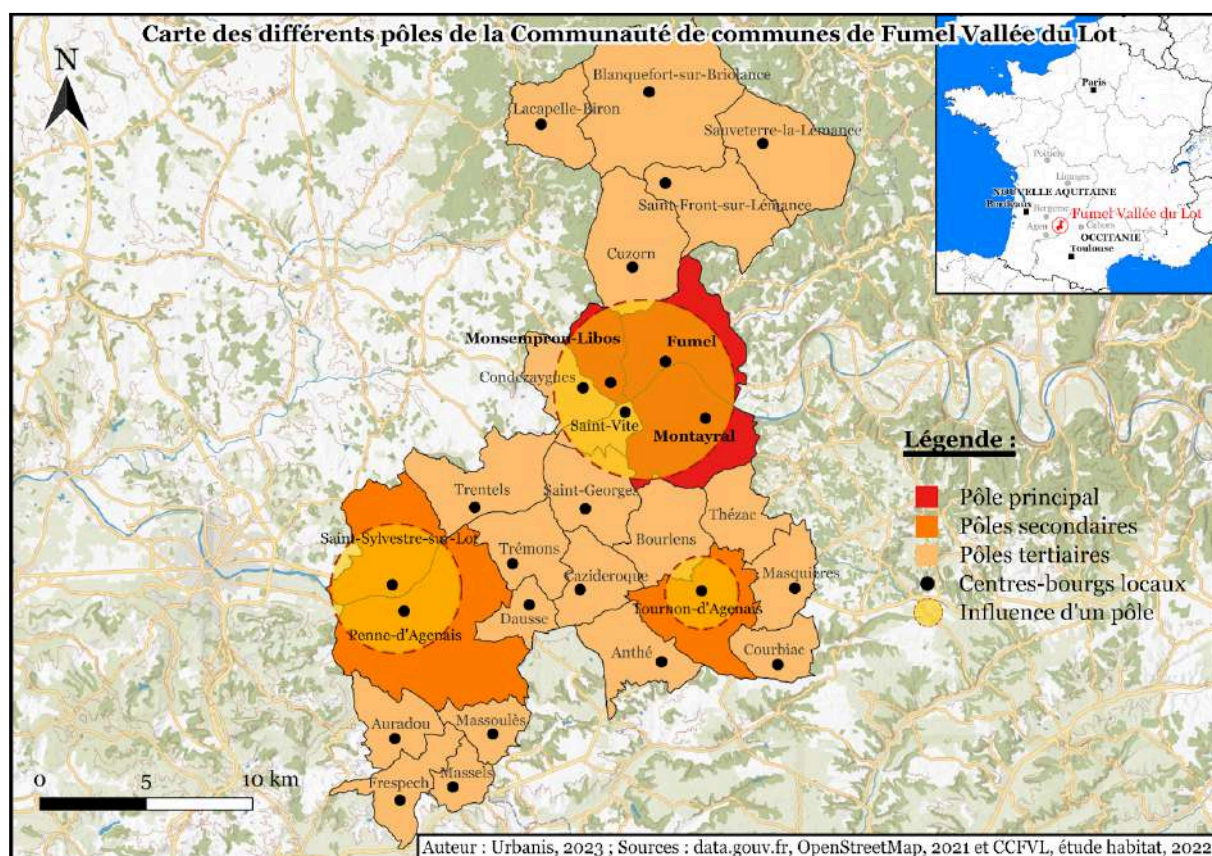 Carte des différents pôles de la Communauté de communes de Fumel Vallée du Lot
N
Blanquefort-sur-Briolance
Lacapelle-Biron
Sauveterre-la-Lémance
Saint-Front-sur-Lémance
Cuzorn
Monsempron-Libos
Fumel
Condezaygues
Saint-Vite
Montayral
Trentels
Saint-Georges
Thézac
Saint-Sylvestre-sur-Lot
Trémons
Bourlens
Cazideroque
Masquières
Tournon-d'Agenais
Dausse
Penne-d'Agenais
Anthé
Courbiac
Auradou
Massoulès
Frespech
Massels
0 5 10 km
Paris
Poitiers
Limoges
NOUVELLE AQUITAINE
Bordeaux
Bergerac
Fumel Vallée du Lot
Agen
Cahors
OCCITANIE
Toulouse
Légende :
Pôle principal
Pôles secondaires
Pôles tertiaires
Centres-bourgs locaux
Influence d'un pôle
Auteur : Urbanis, 2023 ; Sources : data.gouv.fr, OpenStreetMap, 2021 et CCFVL, étude habitat, 2022